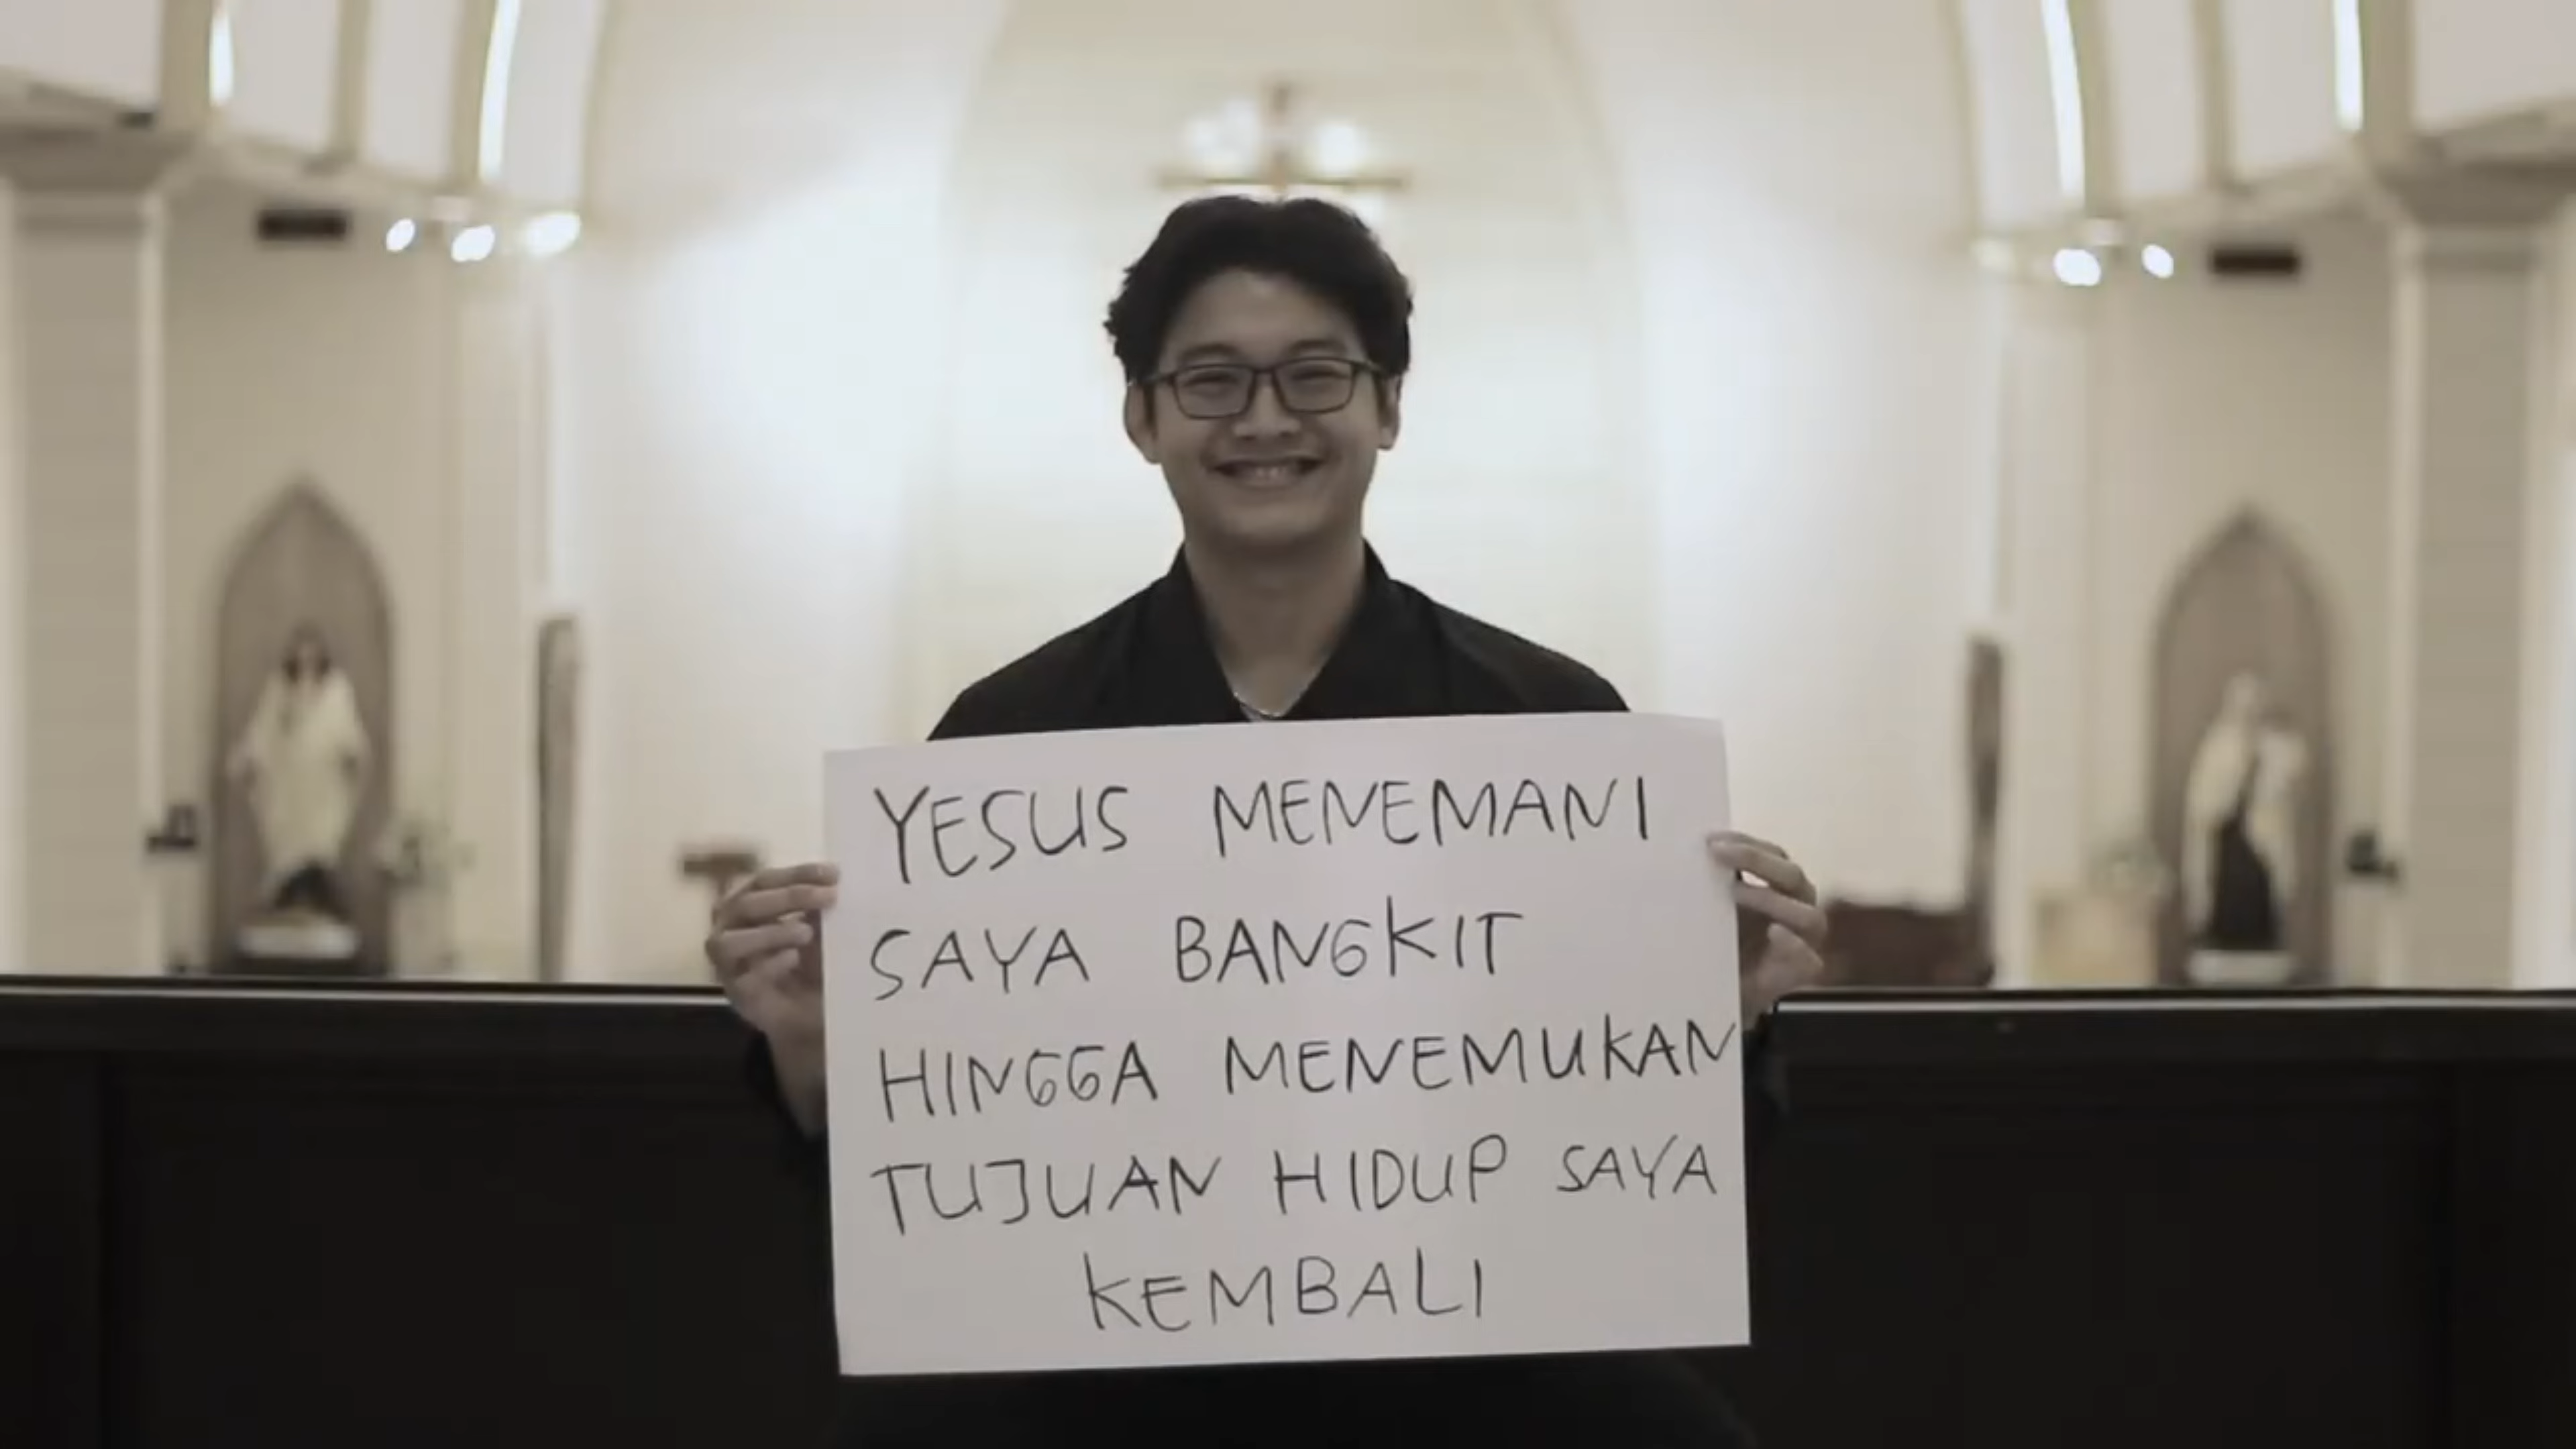 YESUS MENEMANI
SAYA BANGKIT
HINGGA MENEMUKAN
TUJUAN HIDUP SAYA
KEMBALI